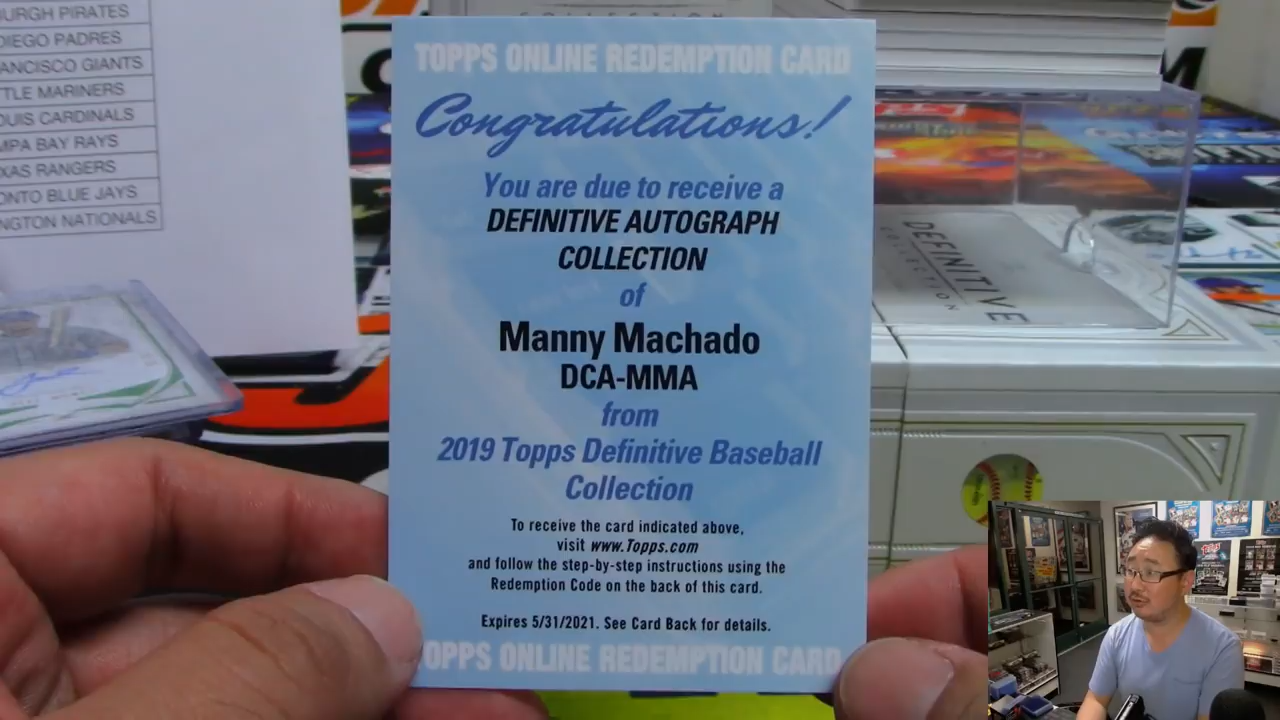 URGH PIRATES
DIEGO PADRES
ANCISCO GIANTS
TLE MARINERS
OUIS CARDINALS
MPA BAY RAYS
XAS RANGERS
ONTO BLUE JAYS
NGTON NATIONALS
TOPPS ONLINE REDEMPTION CARD
Congratulations!
You are due to receive a
DEFINITIVE AUTOGRAPH
COLLECTION
of
Manny Machado
DCA-MMA
from
2019 Topps Definitive Baseball
Collection
To receive the card indicated above,
visit www.Topps.com
and follow the step-by-step instructions using the
Redemption Code on the back of this card.
Expires 5/31/2021. See Card Back for details.
TOPPS ONLINE REDEMPTION CARD
DEFINITIVE
COLLECTION